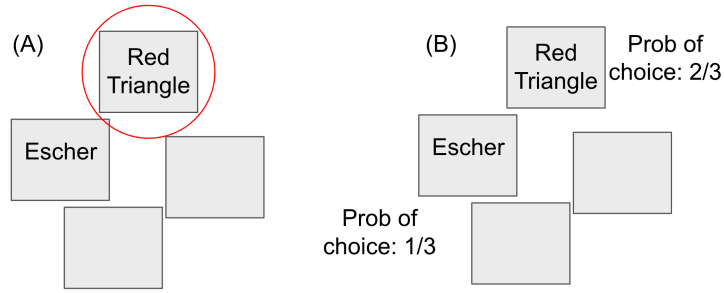 (A)
Red
Triangle
Escher
(B)
Red
Triangle
Prob of
choice: 2/3
Escher
Prob of
choice: 1/3